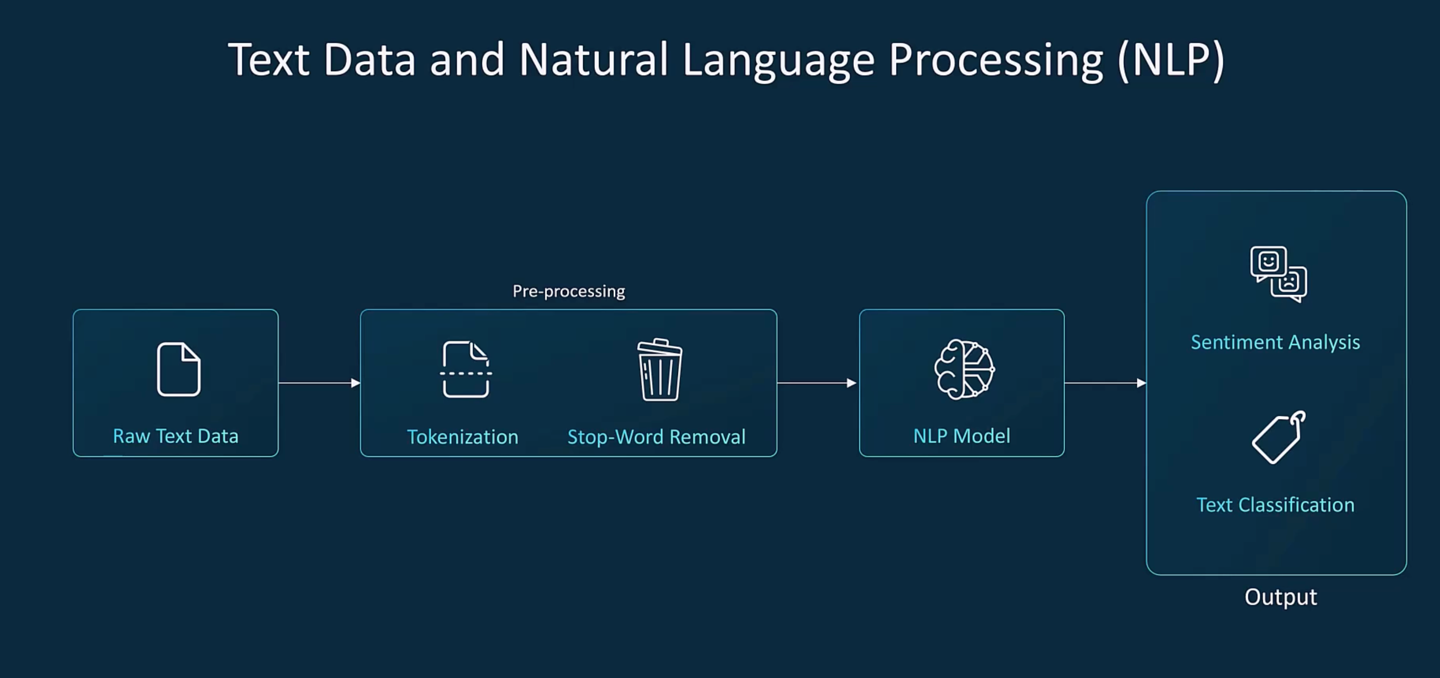 Text Data and Natural Language Processing (NLP)
Pre-processing
Raw Text Data
Tokenization
Stop-Word Removal
NLP Model
Sentiment Analysis
Text Classification
Output